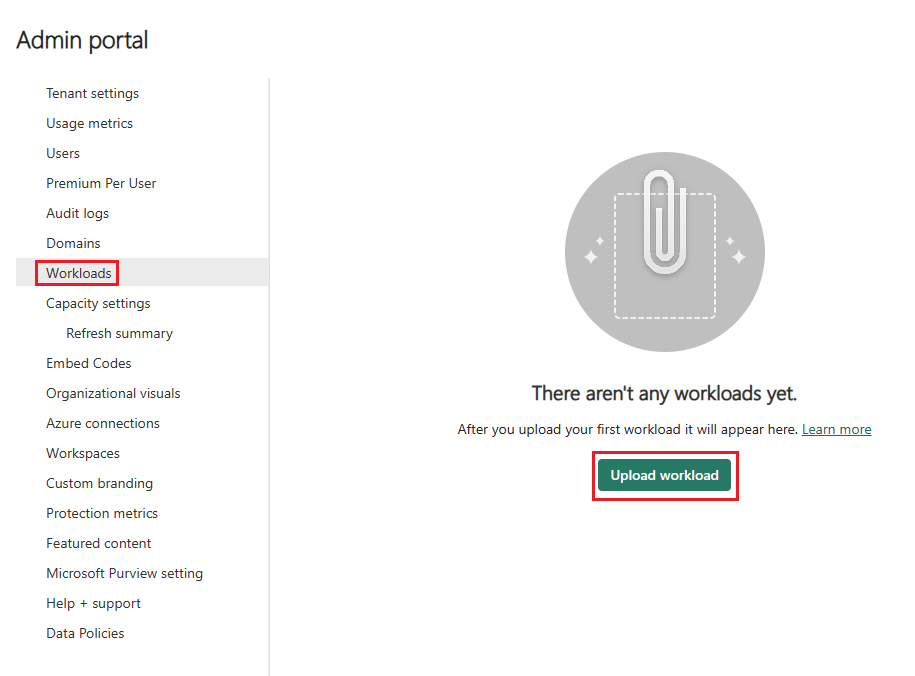 Admin portal
Tenant settings
Usage metrics
Users
Premium Per User
Audit logs
Domains
Workloads
Capacity settings
Refresh summary
Embed Codes
Organizational visuals
Azure connections
Workspaces
Custom branding
Protection metrics
Featured content
Microsoft Purview setting
Help + support
Data Policies
There aren't any workloads yet.
After you upload your first workload it will appear here. Learn more
Upload workload